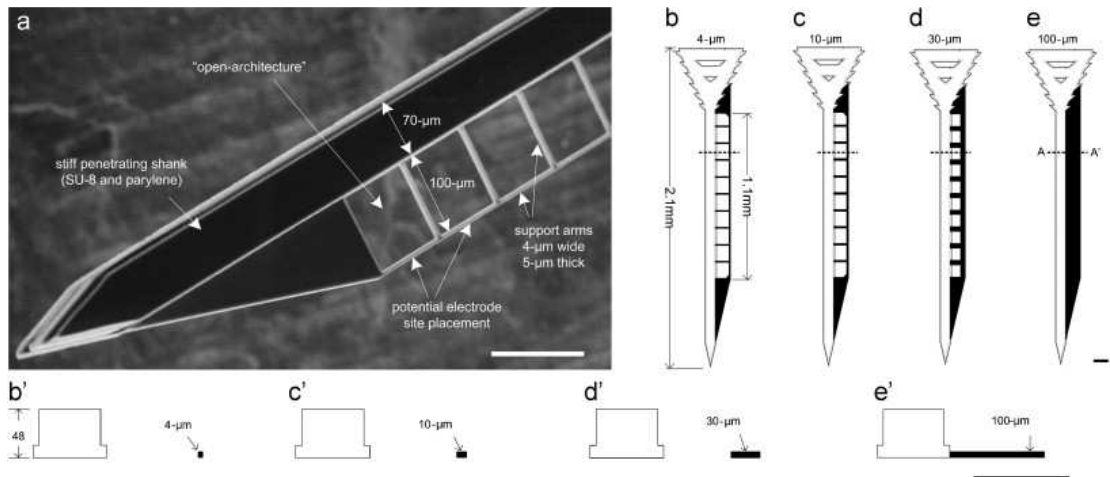 a
"open-architecture"
70-µm
stiff penetrating shank
(SU-8 and parylene)
100-µm
support arms
4-µm wide
5-µm thick
potential electrode
site placement
b
4-µm
2.1mm
1.1mm
c
10-µm
d
30-µm
e
100-µm
A
A'
b'
48
4-µm
c'
10-µm
d'
30-µm
e'
100-µm